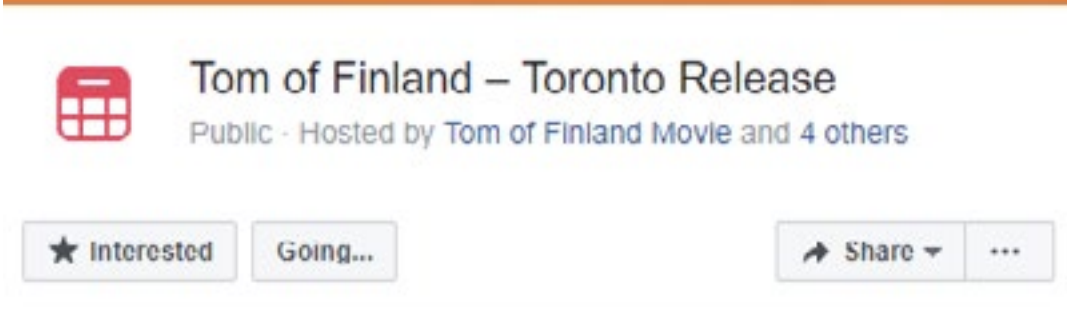 Tom of Finland – Toronto Release
Public · Hosted by Tom of Finland Movie and 4 others
Interested Going... Share ...